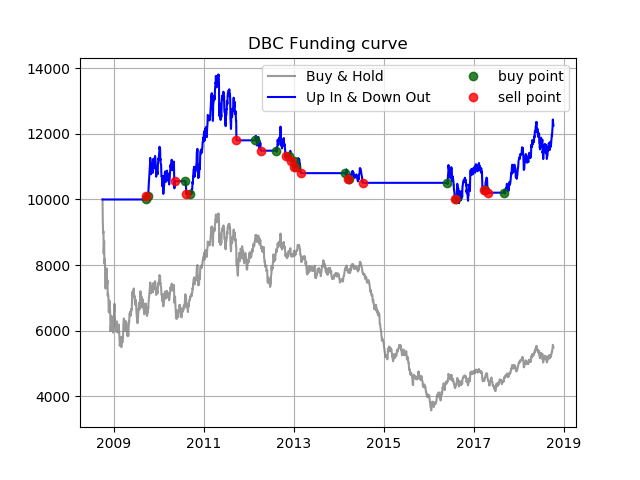 DBC Funding curve
14000
12000
10000
8000
6000
4000
Buy & Hold
Up In & Down Out
buy point
sell point
2009 2011 2013 2015 2017 2019